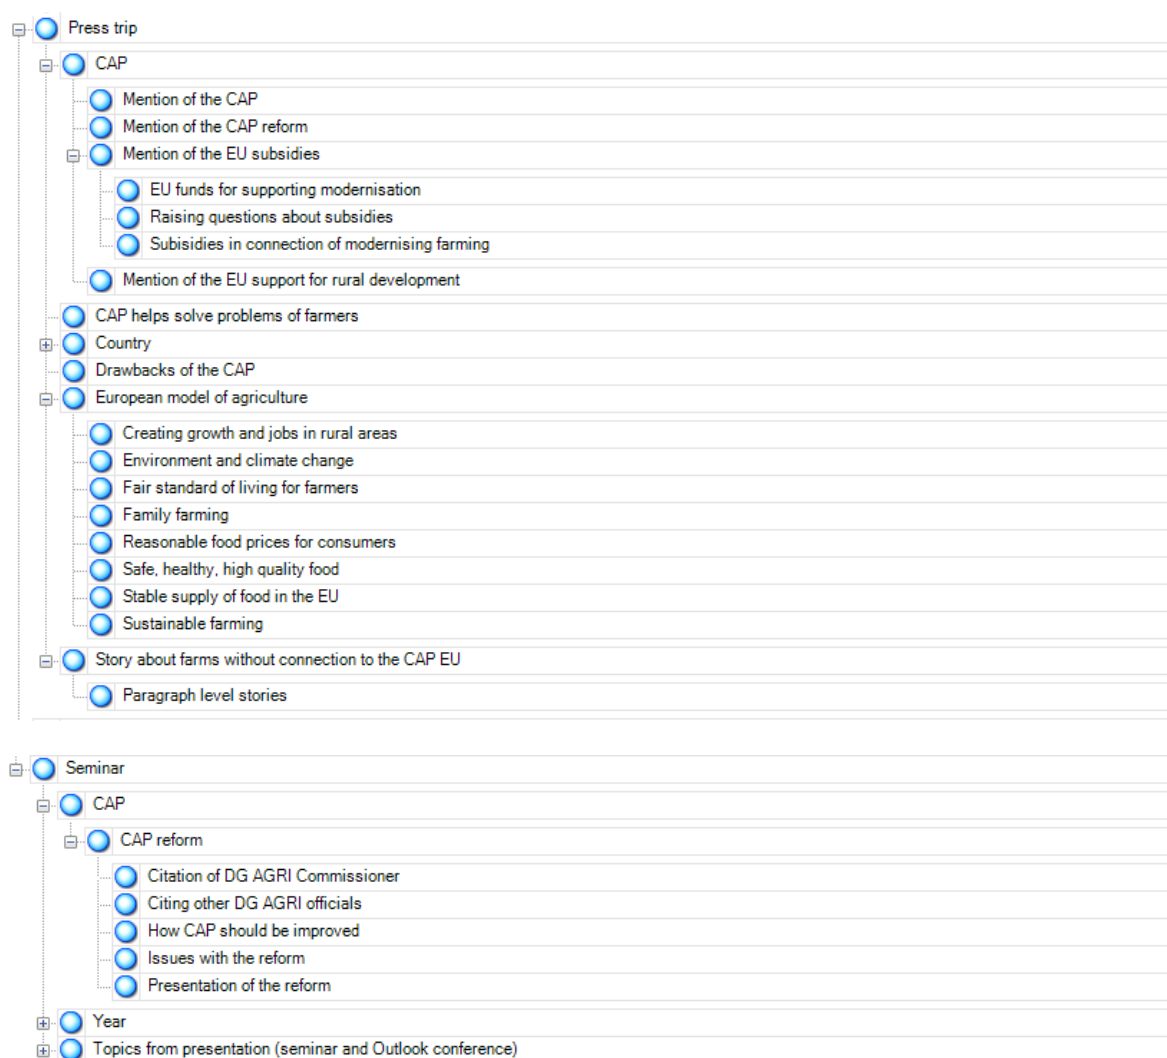 Press trip
CAP
Mention of the CAP
Mention of the CAP reform
Mention of the EU subsidies
EU funds for supporting modernisation
Raising questions about subsidies
Subisidies in connection of modernising farming
Mention of the EU support for rural development
CAP helps solve problems of farmers
Country
Drawbacks of the CAP
European model of agriculture
Creating growth and jobs in rural areas
Environment and climate change
Fair standard of living for farmers
Family farming
Reasonable food prices for consumers
Safe, healthy, high quality food
Stable supply of food in the EU
Sustainable farming
Story about farms without connection to the CAP EU
Paragraph level stories
Seminar
CAP
CAP reform
Citation of DG AGRI Commissioner
Citing other DG AGRI officials
How CAP should be improved
Issues with the reform
Presentation of the reform
Year
Topics from presentation (seminar and Outlook conference)